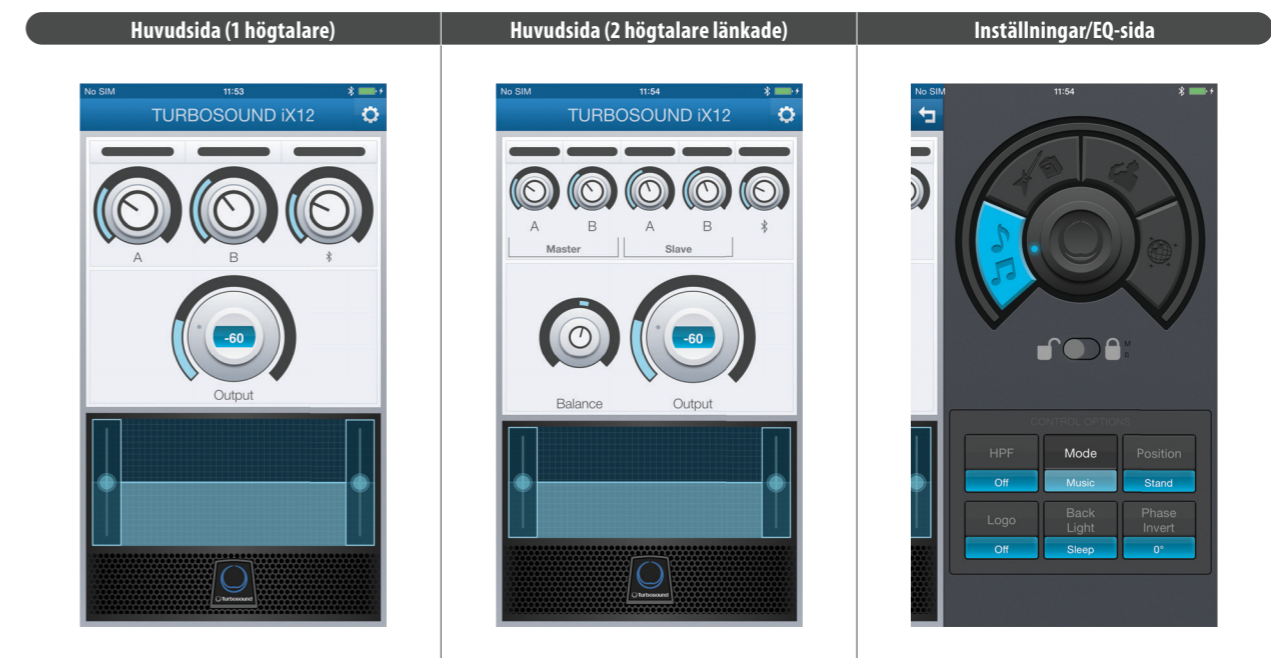 Huvudsida (1 högtalare)
Huvudsida (2 högtalare länkade)
Inställningar/EQ-sida
No SIM 11:53
TURBOSOUND iX12
A B
-60
Output
Turbosound
No SIM 11:54
TURBOSOUND iX12
A B A B
Master Slave
-60
Balance Output
Turbosound
No SIM 11:54
M
CONTROL OPTIONS
HPF Mode Position
Off Music Stand
Logo Back Light Phase Invert
Off Sleep 0°